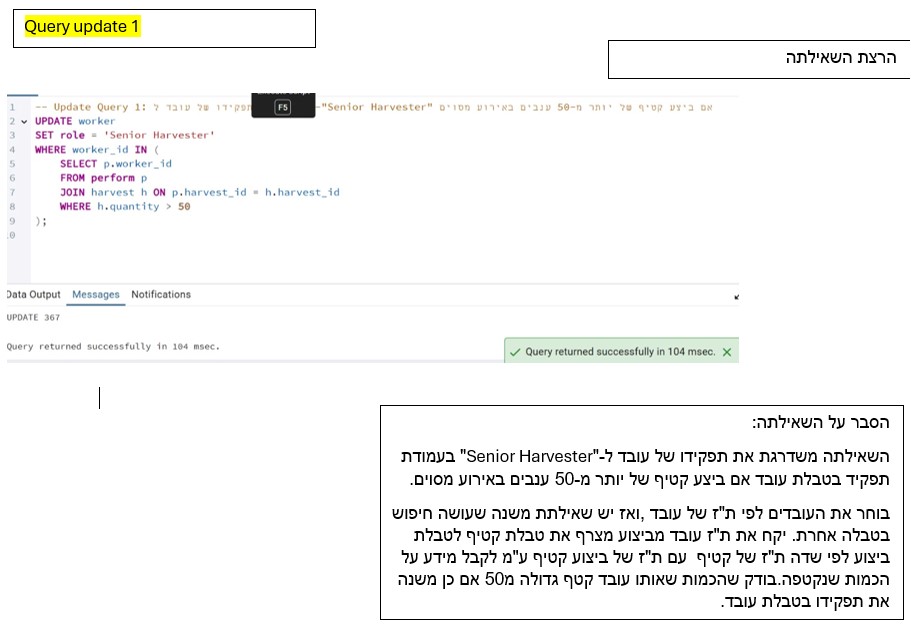 Query update 1
הרצת השאילתה
1 -- Update Query 1: תפקידו של עובד ל-"Senior Harvester" אם ביצע קטיף של יותר מ-50 ענבים באירוע מסוים
F5
2 UPDATE worker
3 SET role = 'Senior Harvester'
4 WHERE worker_id IN (
5 SELECT p.worker_id
6 FROM perform p
7 JOIN harvest h ON p.harvest_id = h.harvest_id
8 WHERE h.quantity > 50
9 );
Data Output Messages Notifications
UPDATE 367
Query returned successfully in 104 msec.
Query returned successfully in 104 msec.
הסבר על השאילתה:
השאילתה משדרגת את תפקידו של עובד ל-"Senior Harvester" בעמודת
תפקיד בטבלת עובד אם ביצע קטיף של יותר מ-50 ענבים באירוע מסוים.
בוחר את העובדים לפי ת"ז של עובד ,ואז יש שאילתת משנה שעושה חיפוש
בטבלה אחרת. יקח את ת"ז עובד מביצוע מצרף את טבלת קטיף לטבלת
ביצוע לפי שדה ת"ז של קטיף עם ת"ז של ביצוע קטיף ע"מ לקבל מידע על
הכמות שנקטפה.בודק שהכמות שאותו עובד קטף גדולה מ50 אם כן משנה
את תפקידו בטבלת עובד.